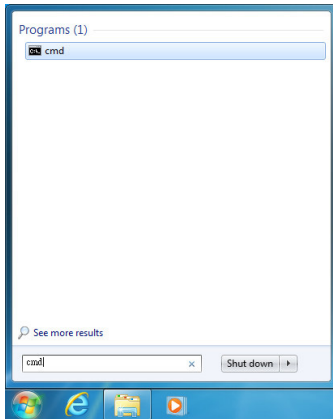 Programs (1)
C:\.
cmd
See more results
cmd
Shut down